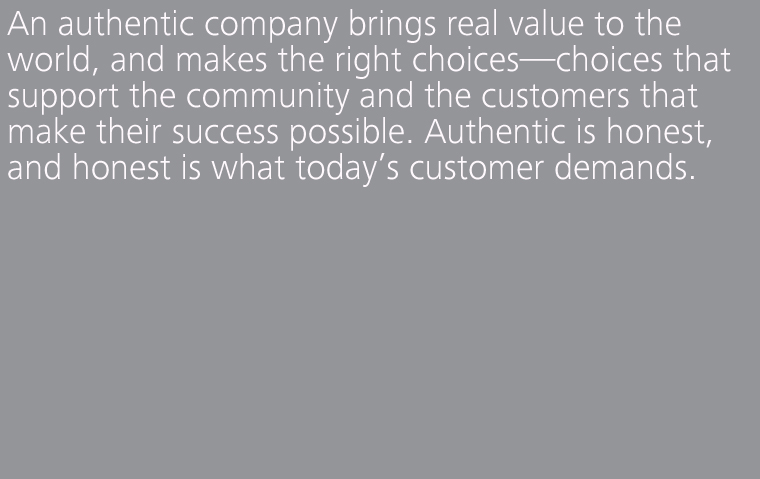 An authentic company brings real value to the
world, and makes the right choices—choices that
support the community and the customers that
make their success possible. Authentic is honest,
and honest is what today’s customer demands.